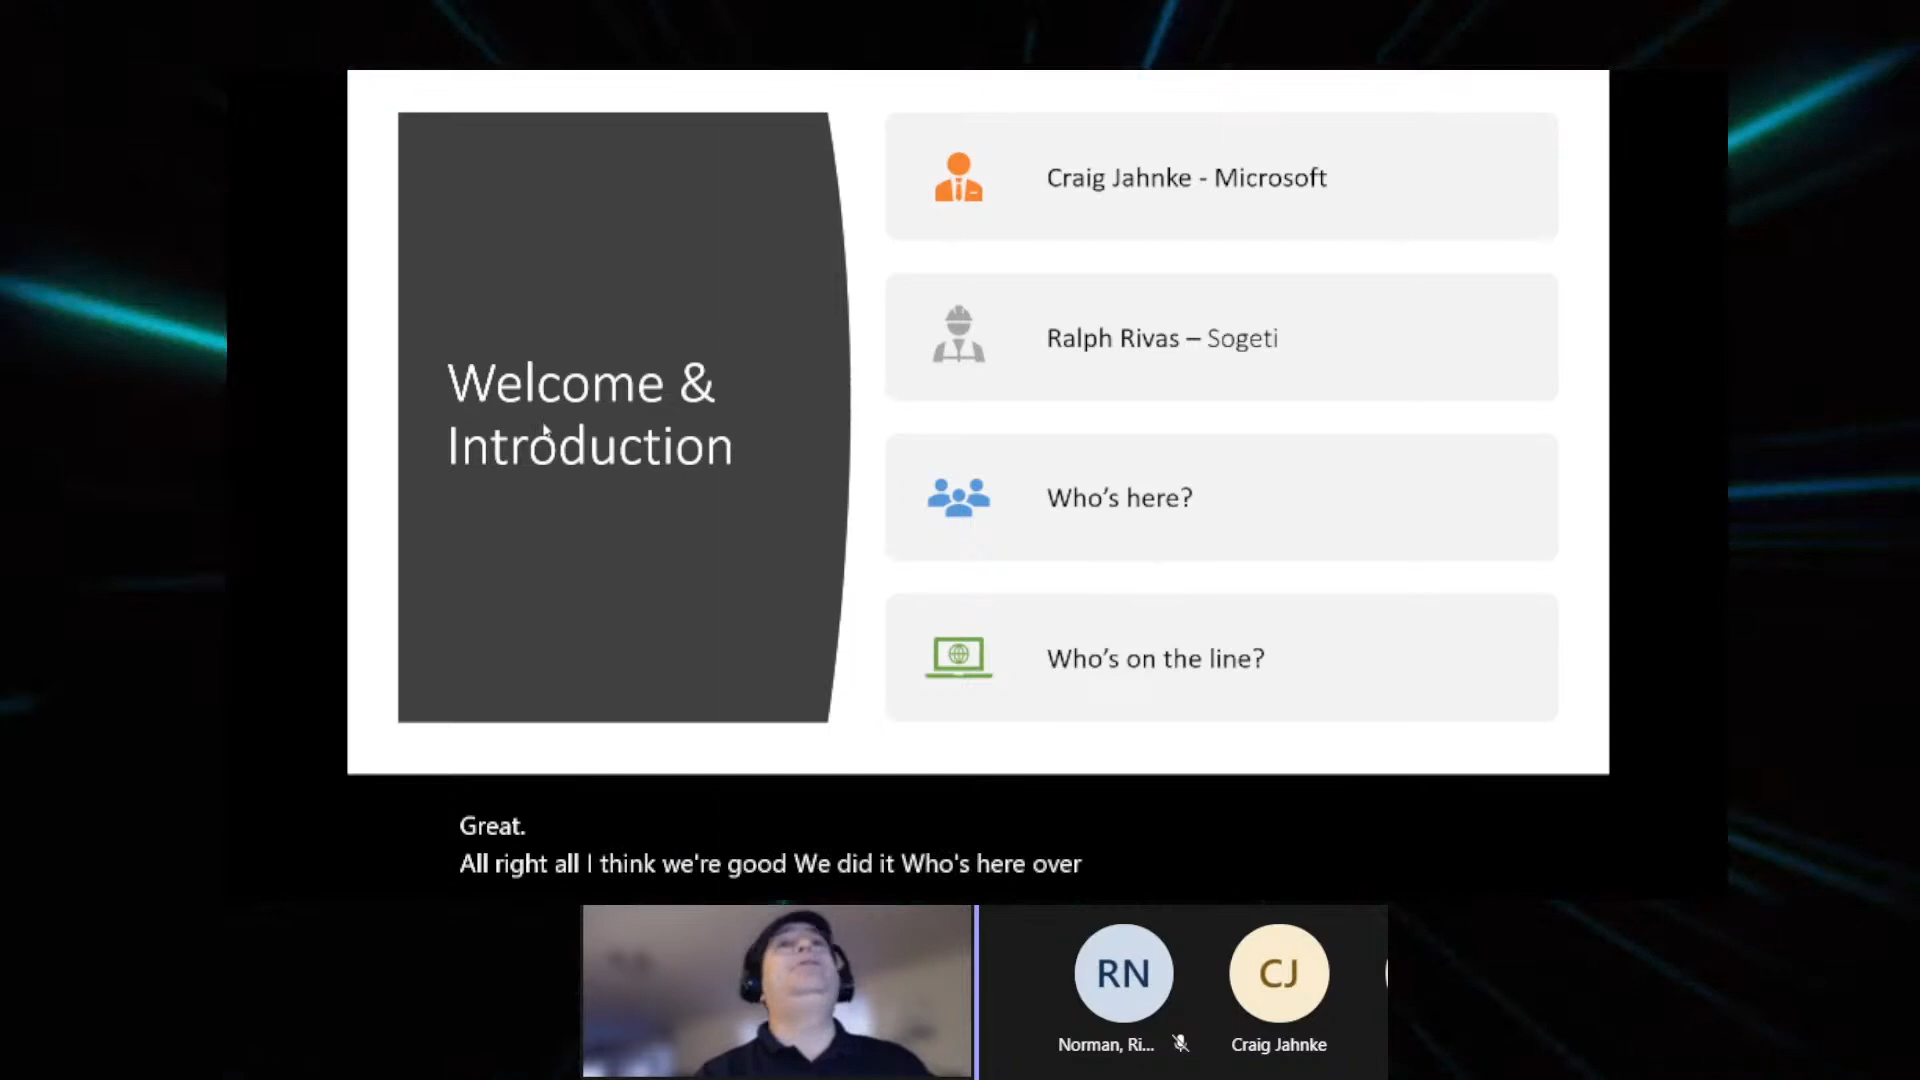 Welcome &
Introduction
Craig Jahnke - Microsoft
Ralph Rivas – Sogeti
Who’s here?
Who’s on the line?
Great.
All right all I think we're good We did it Who's here over
RN
Norman, Ri...
CJ
Craig Jahnke